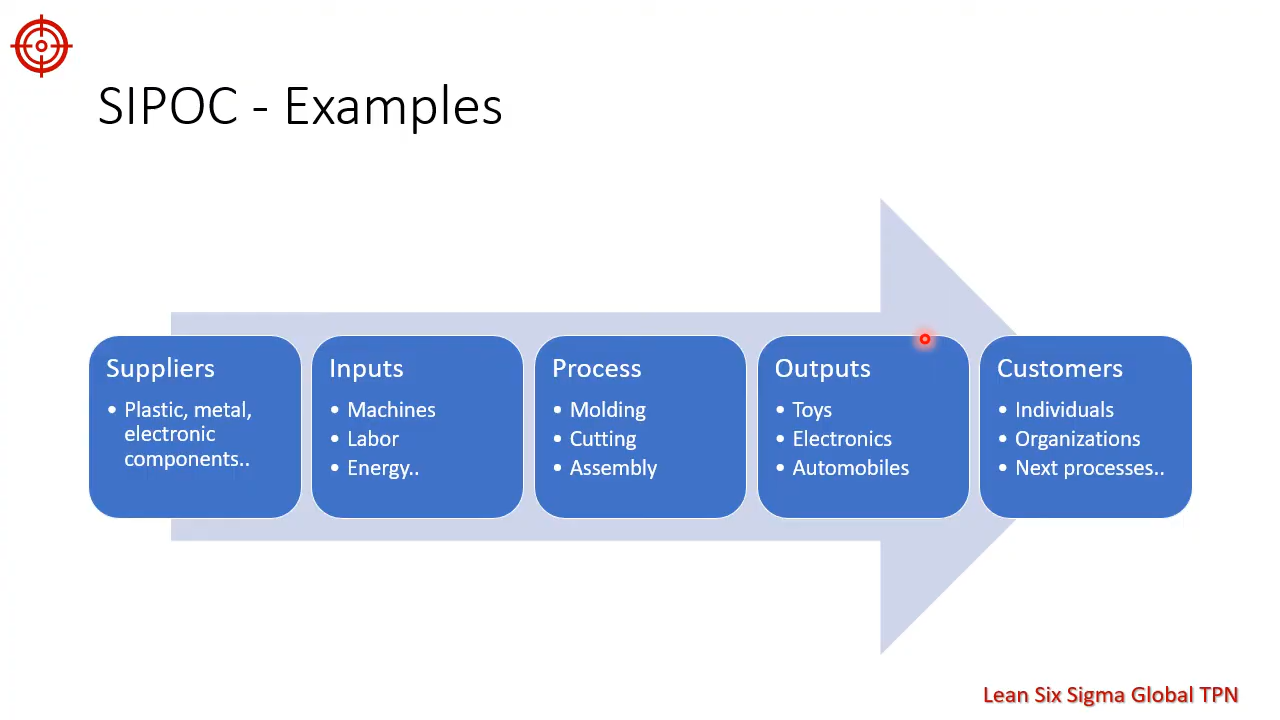 SIPOC - Examples
Suppliers
• Plastic, metal,
electronic
components..
Inputs
• Machines
• Labor
• Energy..
Process
• Molding
• Cutting
• Assembly
Outputs
• Toys
• Electronics
• Automobiles
Customers
• Individuals
• Organizations
• Next processes..
Lean Six Sigma Global TPN